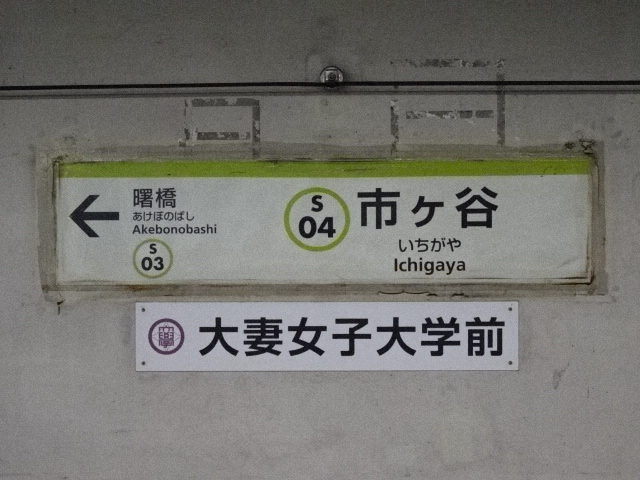 曙橋
あけぼのばし
Akebonobashi
S
03
S
04
市ヶ谷
いちがや
Ichigaya
大妻女子大学前